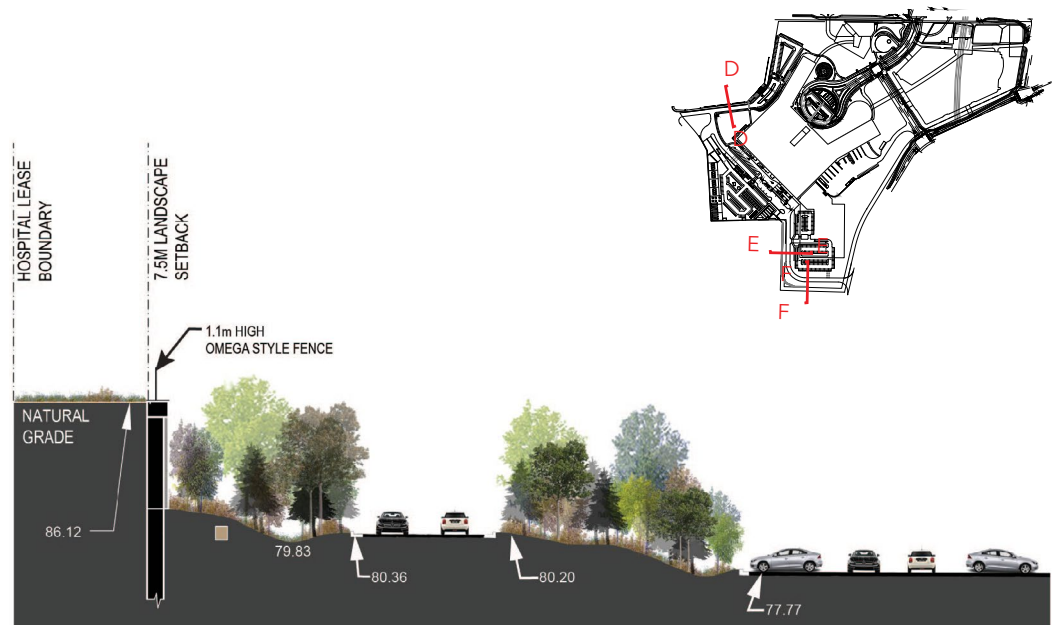 D
D
E
E
F
F
HOSPITAL LEASE
BOUNDARY
7.5M LANDSCAPE
SETBACK
1.1m HIGH
OMEGA STYLE FENCE
NATURAL
GRADE
86.12
79.83
80.36
80.20
77.77